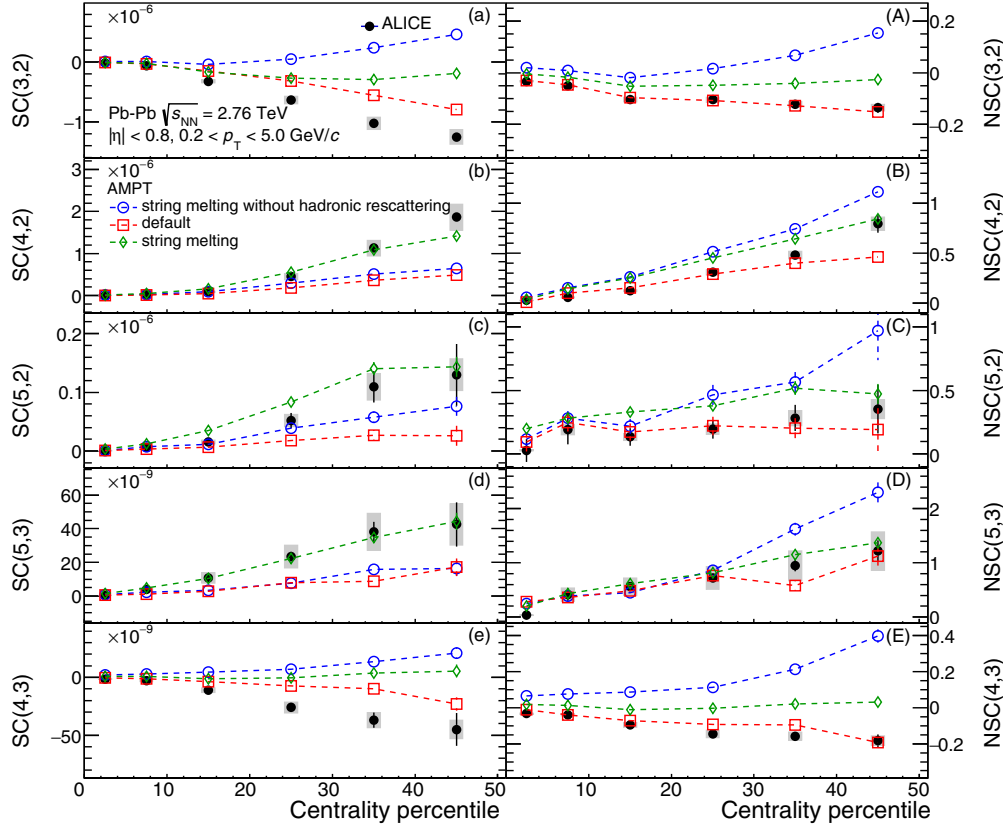 ×10⁻⁶
(a)
ALICE
SC(3,2)
0
−1
Pb-Pb √sNN = 2.76 TeV
|η| < 0.8, 0.2 < pT < 5.0 GeV/c
(A)
0.2
0
−0.2
NSC(3,2)
×10⁻⁶
(b)
3
2
1
0
SC(4,2)
AMPT
string melting without hadronic rescattering
default
string melting
(B)
1
0.5
0
NSC(4,2)
×10⁻⁶
(c)
0.2
0.1
0
SC(5,2)
(C)
1
0.5
0
NSC(5,2)
×10⁻⁹
(d)
60
40
20
0
SC(5,3)
(D)
2
1
0
NSC(5,3)
×10⁻⁹
(e)
0
−50
SC(4,3)
(E)
0.4
0.2
0
−0.2
NSC(4,3)
0 10 20 30 40 50
Centrality percentile
10 20 30 40 50
Centrality percentile